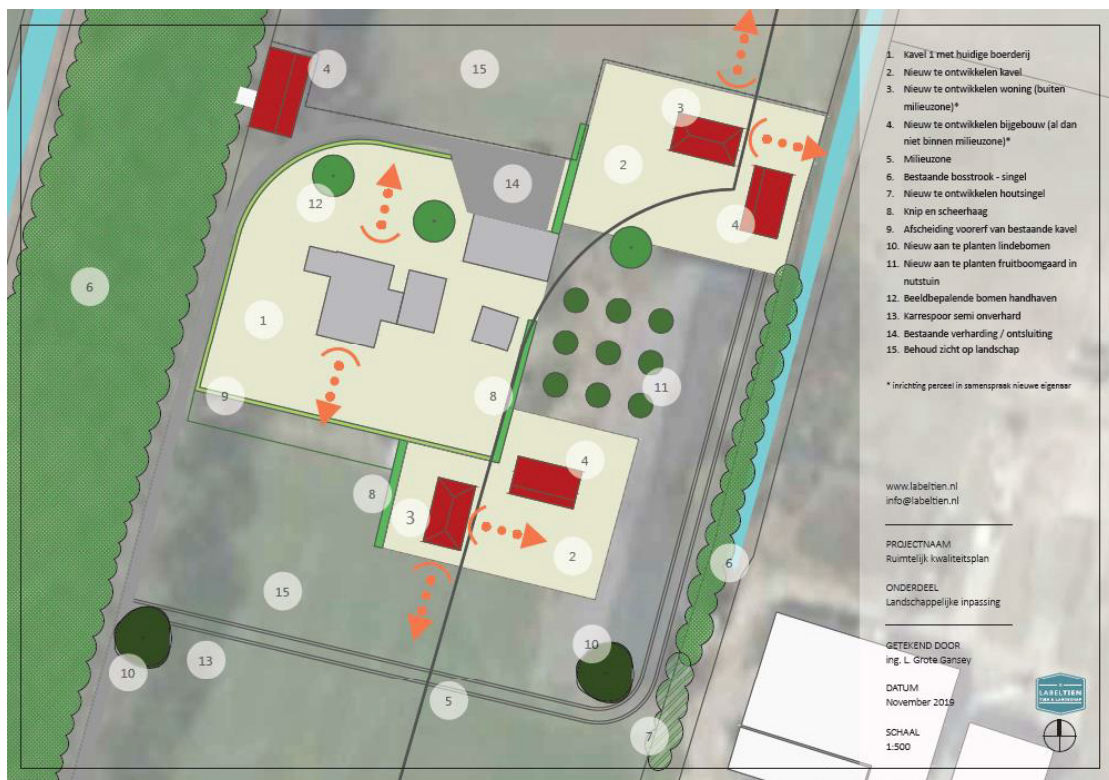 4
15
3
2
14
12
4
6
1
11
8
9
4
8
3
2
6
15
10
10
13
5
7
1. Kavel 1 met huidige boerderij
2. Nieuw te ontwikkelen kavel
3. Nieuw te ontwikkelen woning (buiten
milieuzone)*
4. Nieuw te ontwikkelen bijgebouw (al dan
niet binnen milieuzone)*
5. Milieuzone
6. Bestaande bosstrook - singel
7. Nieuw te ontwikkelen houtsingel
8. Knip en scheerhaag
9. Afscheiding voorerf van bestaande kavel
10. Nieuw aan te planten lindebomen
11. Nieuw aan te planten fruitboomgaard in
nutstuin
12. Beeldbepalende bomen handhaven
13. Karrespoor semi onverhard
14. Bestaande verharding / ontsluiting
15. Behoud zicht op landschap
* inrichting perceel in samenspraak nieuwe eigenaar
www.labeltien.nl
info@labeltien.nl
PROJECTNAAM
Ruimtelijk kwaliteitsplan
ONDERDEEL
Landschappelijke inpassing
GETEKEND DOOR
ing. L. Grote Gansey
DATUM
November 2019
SCHAAL
1:500
LABELTIEN